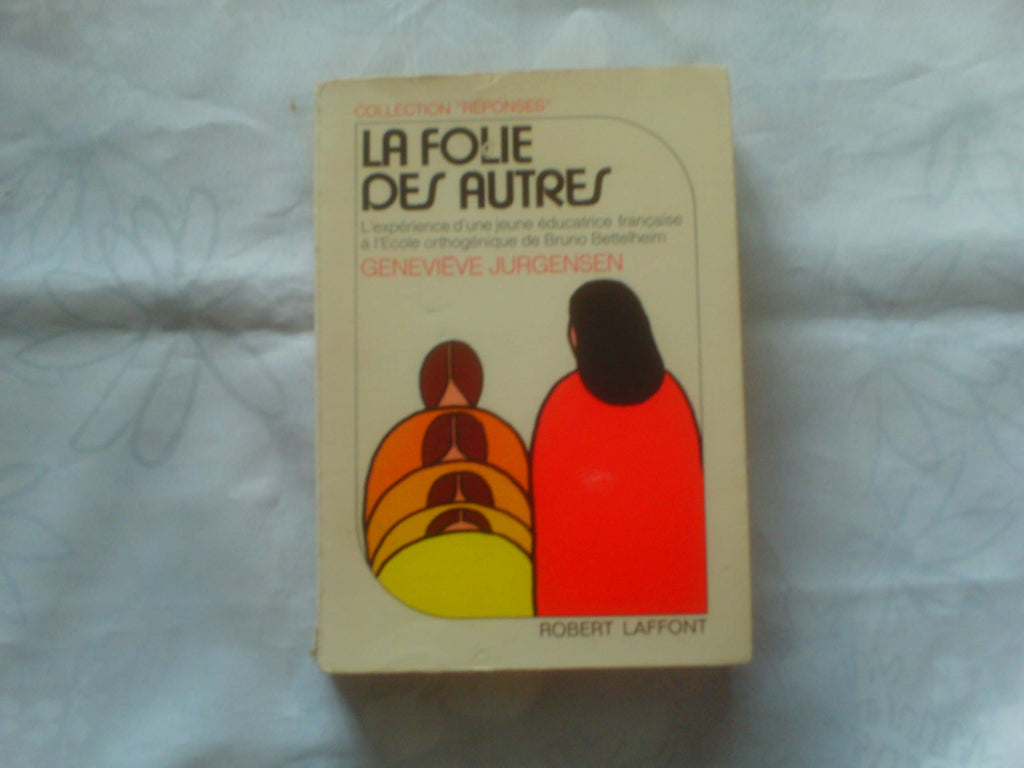 COLLECTION "RÉPONSES"
LA FOLIE
DES AUTRES
L'expérience d'une jeune éducatrice française
à l'Ecole orthogénique de Bruno Bettelheim
GENEVIÈVE JURGENSEN
ROBERT LAFFONT